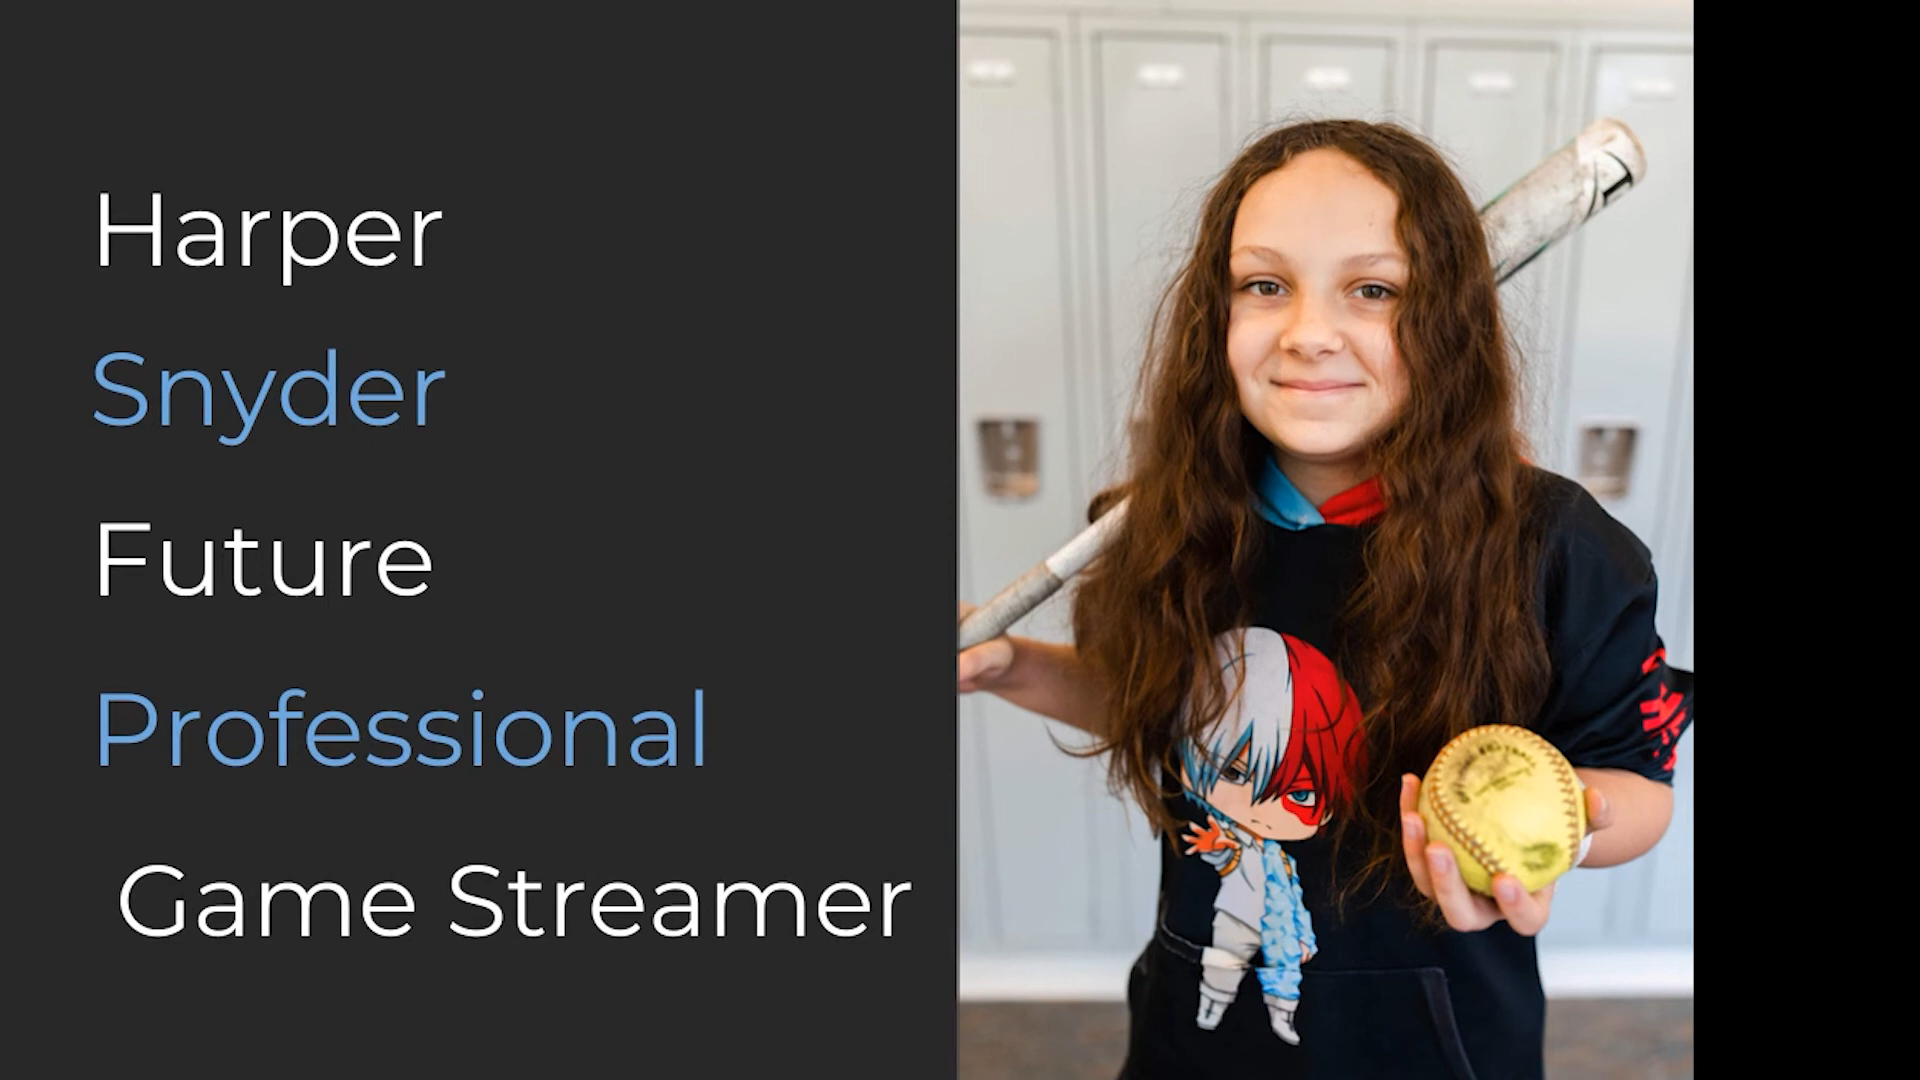 Harper
Snyder
Future
Professional
Game Streamer